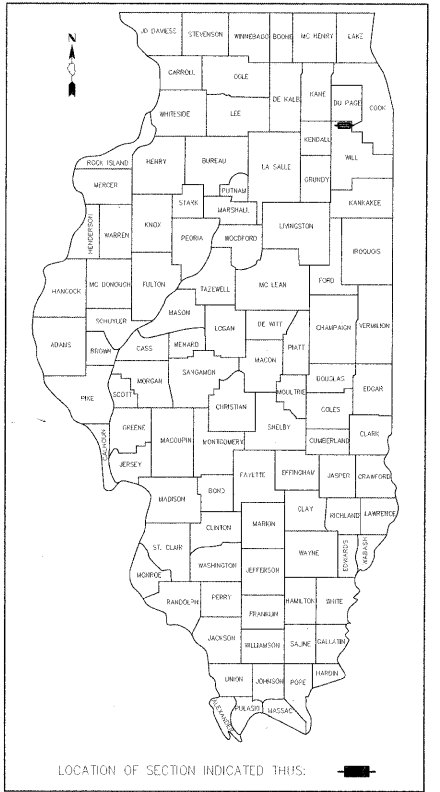 N
JO DAVIESS STEVENSON WINNEBAGO BOONE MC HENRY LAKE
CARROLL OGLE DE KALB KANE DU PAGE COOK
WHITESIDE LEE KENDALL WILL
ROCK ISLAND HENRY BUREAU LA SALLE GRUNDY
MERCER PUTNAM KANKAKEE
HENDERSON WARREN KNOX STARK MARSHALL LIVINGSTON
PEORIA WOODFORD IROQUOIS
HANCOCK MC DONOUGH FULTON TAZEWELL MC LEAN FORD
SCHUYLER MASON LOGAN DE WITT CHAMPAIGN VERMILION
ADAMS BROWN CASS MENARD MACON PIATT
MORGAN SANGAMON DOUGLAS EDGAR
PIKE SCOTT CHRISTIAN MOULTRIE COLES
GREENE MACOUPIN MONTGOMERY SHELBY CUMBERLAND CLARK
CALHOUN JERSEY FAYETTE EFFINGHAM JASPER CRAWFORD
MADISON BOND CLAY RICHLAND LAWRENCE
CLINTON MARION
ST. CLAIR WASHINGTON JEFFERSON WAYNE EDWARDS WABASH
MONROE
RANDOLPH PERRY FRANKLIN HAMILTON WHITE
JACKSON WILLIAMSON SALINE GALLATIN
UNION JOHNSON POPE HARDIN
ALEXANDER PULASKI MASSAC
LOCATION OF SECTION INDICATED THUS: